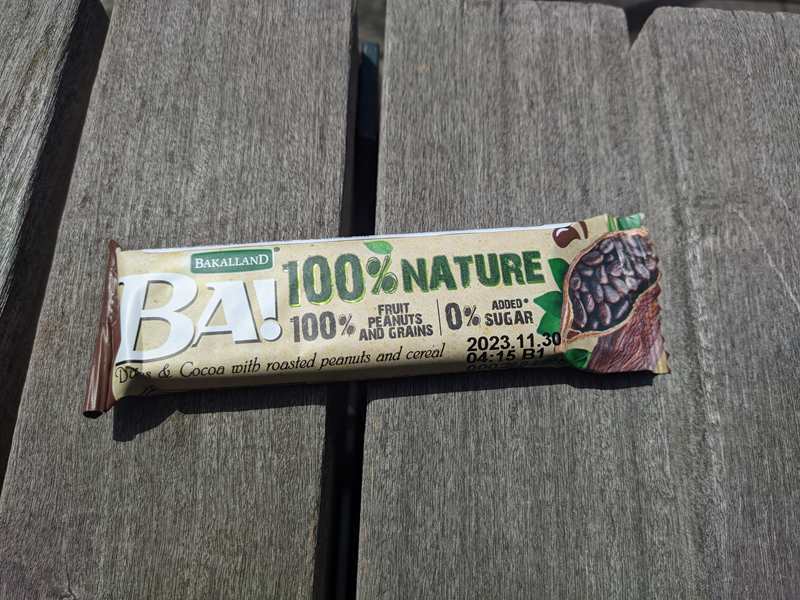 BAKALLAND
BA!
100% NATURE
100% FRUIT PEANUTS AND GRAINS
0% ADDED* SUGAR
& Cocoa with roasted peanuts and cereal
2023.11.30
04:15 B1